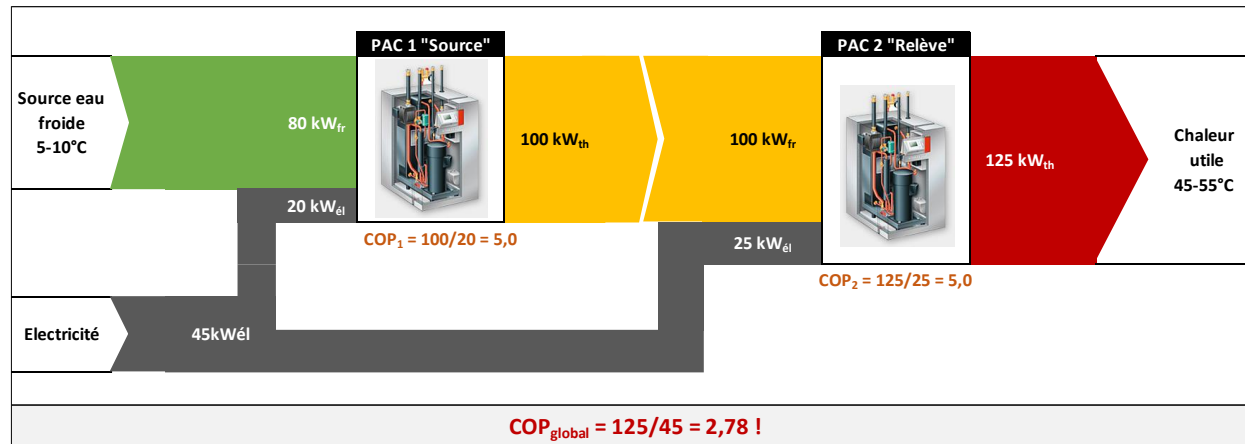 PAC 1 "Source"
PAC 2 "Relève"
Source eau
froide
5-10°C
80 kWfr
100 kWth
100 kWfr
125 kWth
Chaleur
utile
45-55°C
20 kWél
25 kWél
COP1 = 100/20 = 5,0
COP2 = 125/25 = 5,0
Electricité
45kWél
COPglobal = 125/45 = 2,78 !